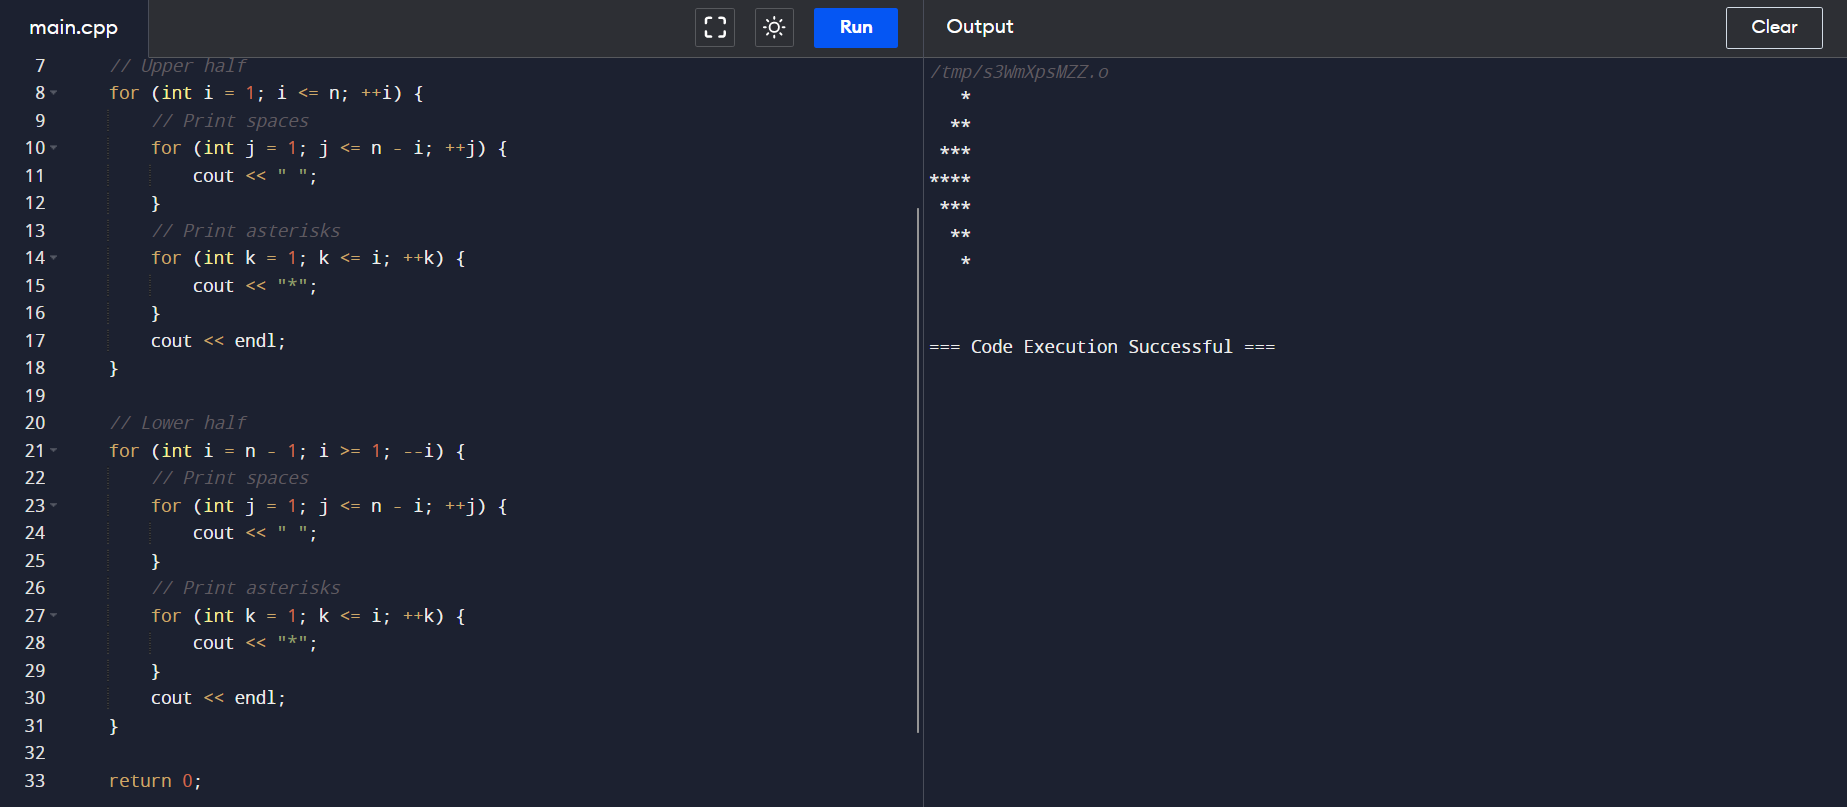 main.cpp
Run
7 // Upper half
8 for (int i = 1; i <= n; ++i) {
9 // Print spaces
10 for (int j = 1; j <= n - i; ++j) {
11 cout << " ";
12 }
13 // Print asterisks
14 for (int k = 1; k <= i; ++k) {
15 cout << "*";
16 }
17 cout << endl;
18 }
19
20 // Lower half
21 for (int i = n - 1; i >= 1; --i) {
22 // Print spaces
23 for (int j = 1; j <= n - i; ++j) {
24 cout << " ";
25 }
26 // Print asterisks
27 for (int k = 1; k <= i; ++k) {
28 cout << "*";
29 }
30 cout << endl;
31 }
32
33 return 0;
Output
Clear
/tmp/s3WmXpsMZZ.o
   *
  **
 ***
****
 ***
  **
   *
=== Code Execution Successful ===